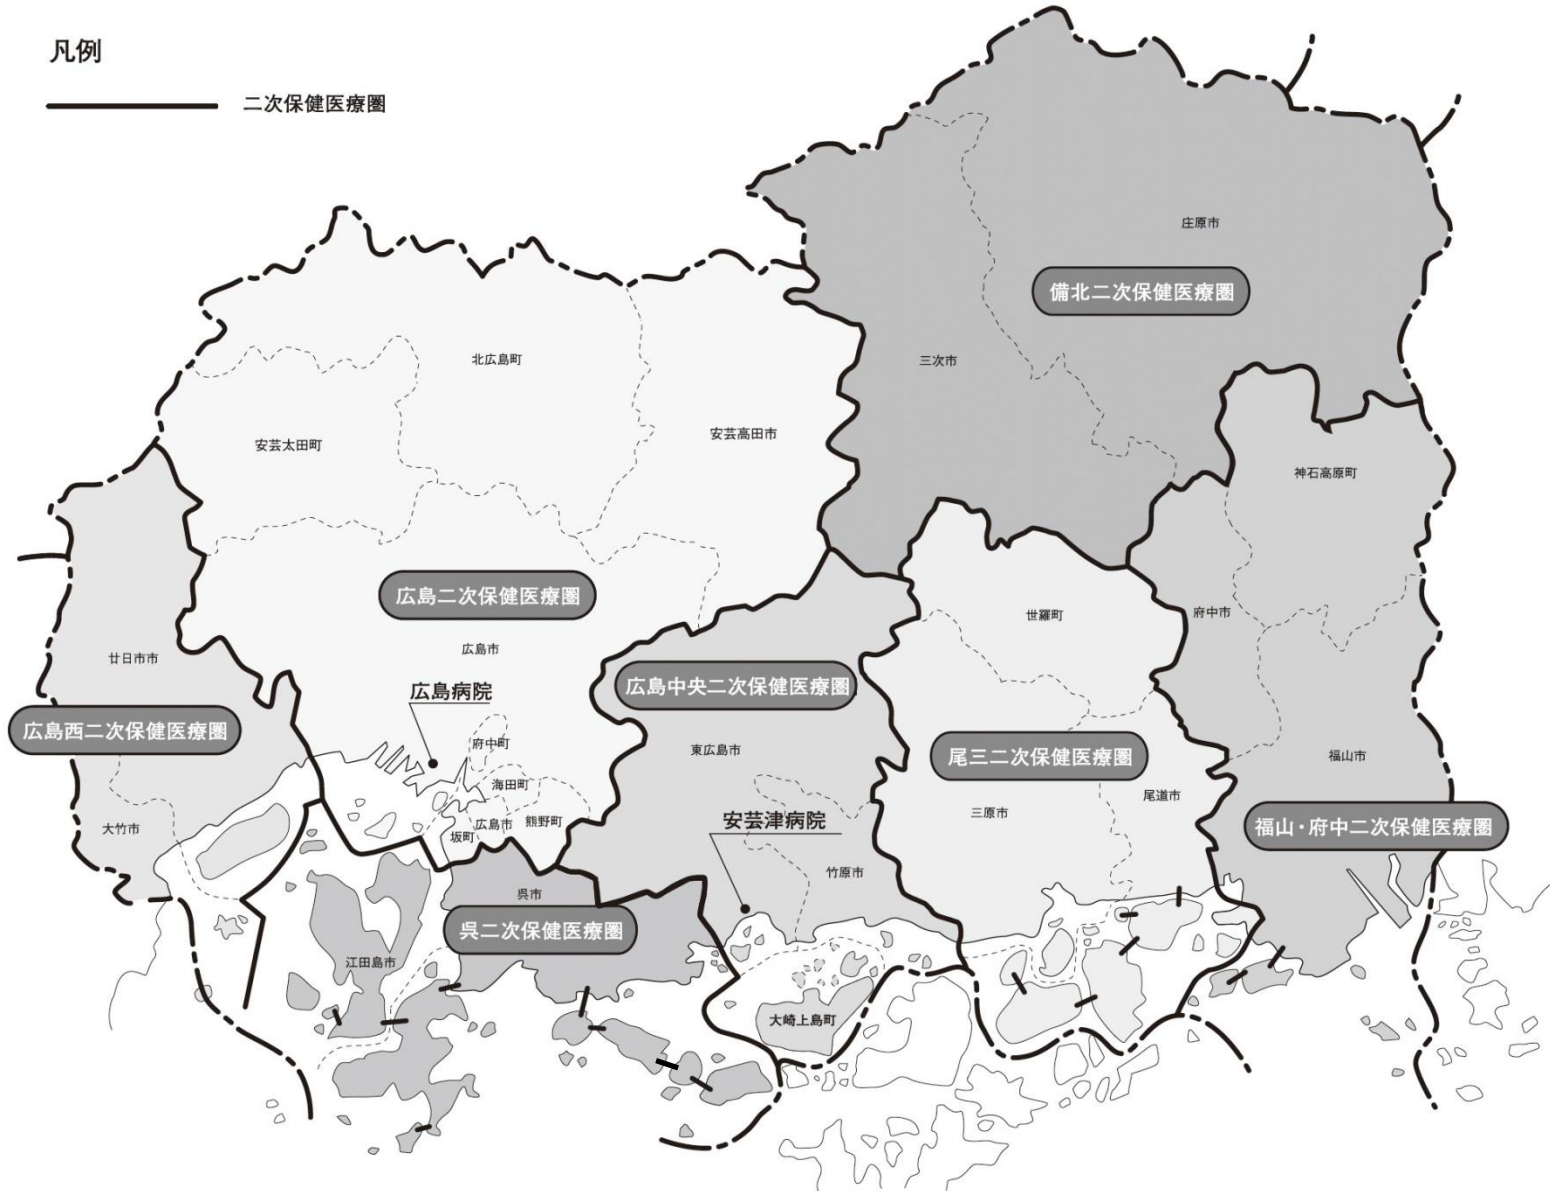 凡例
二次保健医療圏
庄原市
備北二次保健医療圏
三次市
北広島町
安芸太田町
安芸高田市
神石高原町
広島二次保健医療圏
世羅町
府中市
広島市
廿日市市
広島病院
広島中央二次保健医療圏
広島西二次保健医療圏
府中町
東広島市
尾三二次保健医療圏
福山市
海田町
尾道市
大竹市
坂町
広島市
熊野町
安芸津病院
三原市
福山・府中二次保健医療圏
竹原市
呉市
呉二次保健医療圏
江田島市
大崎上島町